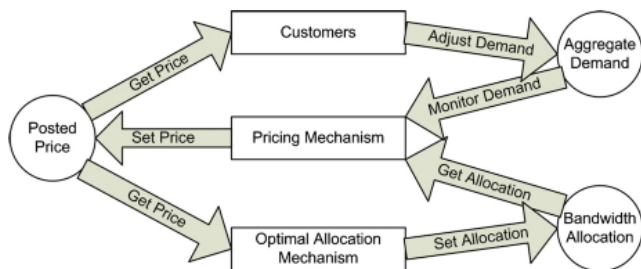 Customers
Adjust Demand
Aggregate
Demand
Get Price
Monitor Demand
Posted
Price
Set Price
Pricing Mechanism
Get Allocation
Get Price
Optimal Allocation
Mechanism
Set Allocation
Bandwidth
Allocation